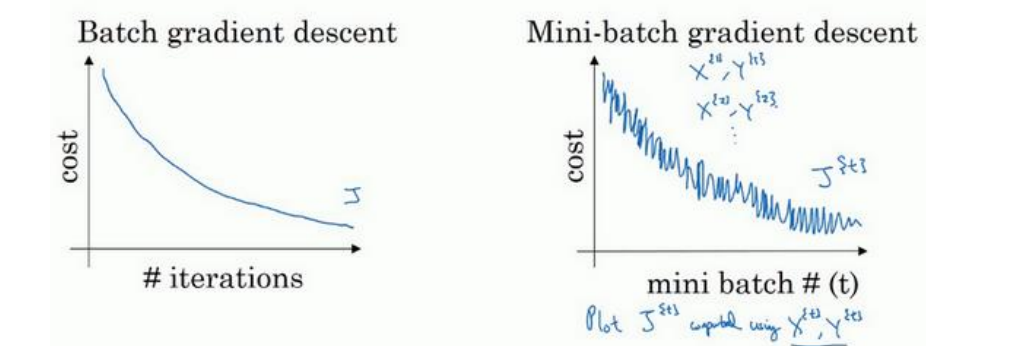 Batch gradient descent
cost
J
# iterations
Mini-batch gradient descent
X^{1}, Y^{1}
X^{2}, Y^{2}
⋮
cost
J^{t}
mini batch # (t)
Plot J^{t} computed using X^{t}, Y^{t}